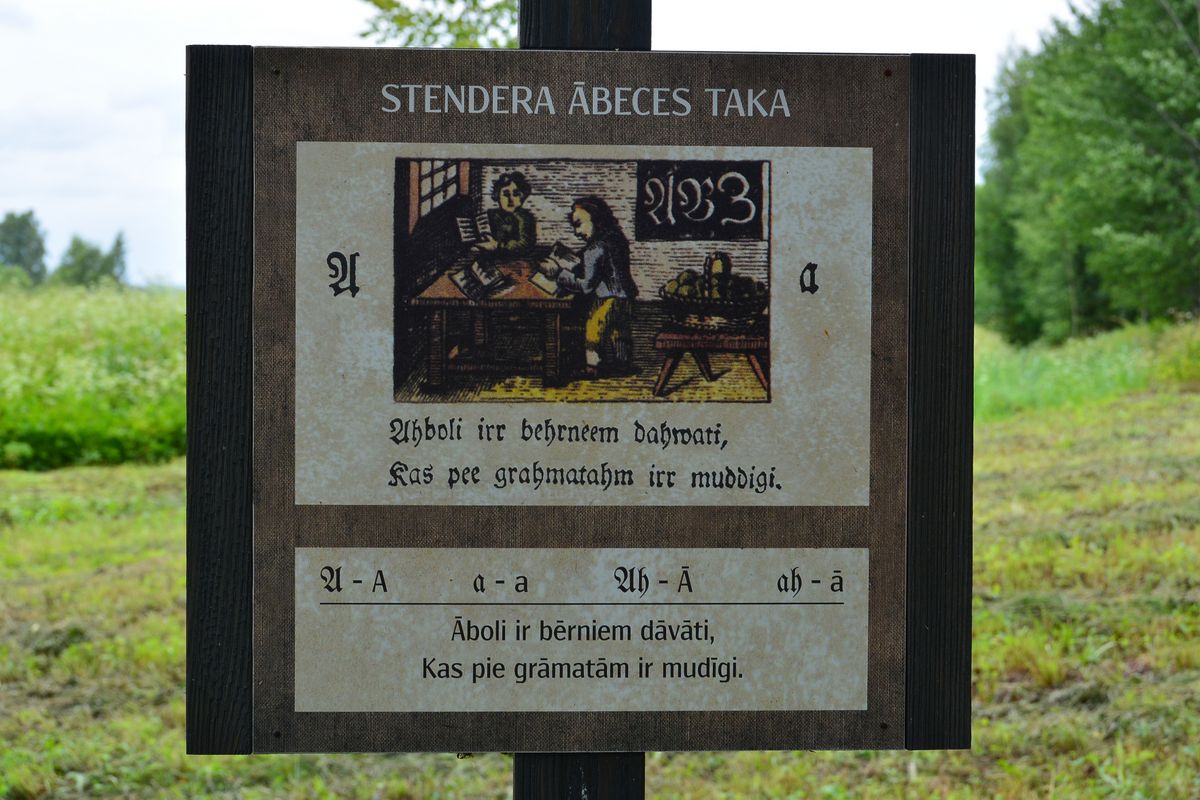 STENDERA ĀBECES TAKA
A B Z
A
a
Ahboli irr behrneem dahwati,
Kas pee grahmatahm irr muddigi.
A - A a - a Ah - Ā ah - ā
Āboli ir bērniem dāvāti,
Kas pie grāmatām ir mudīgi.